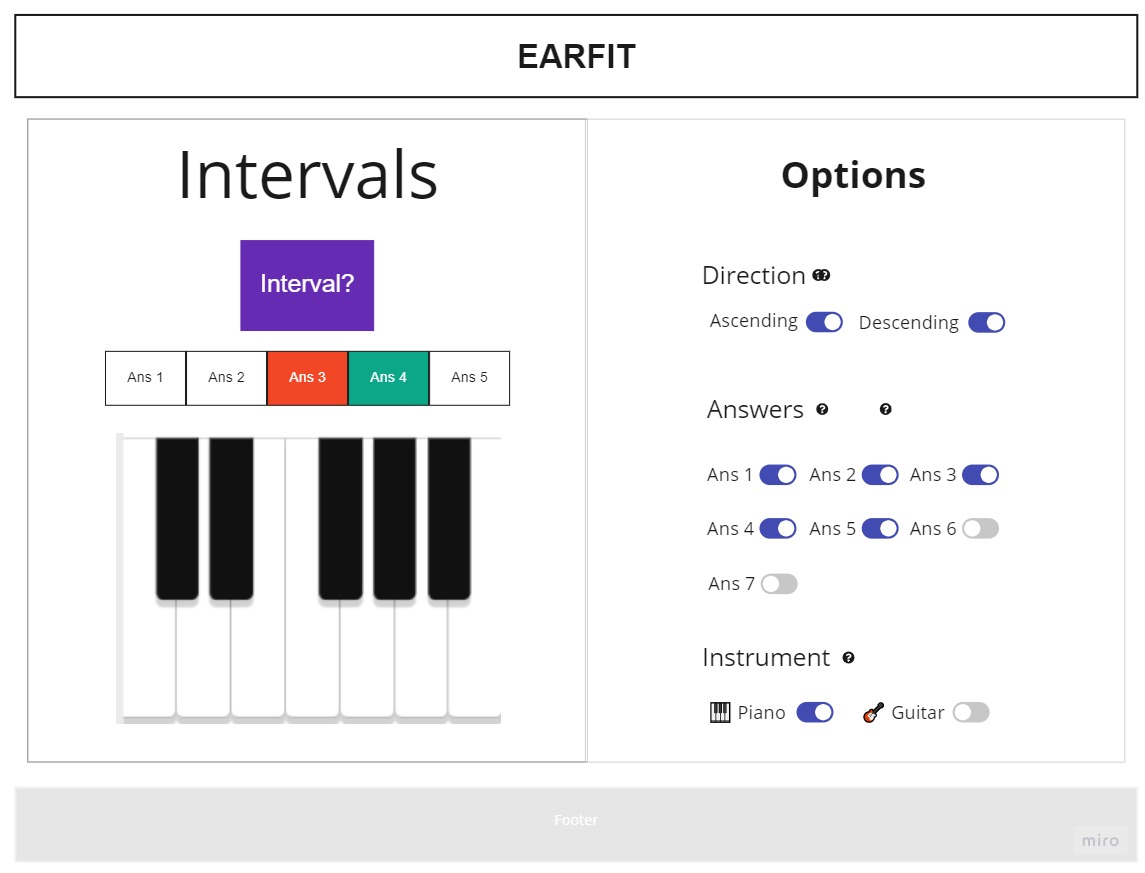 EARFIT
Intervals
Interval?
Ans 1 Ans 2 Ans 3 Ans 4 Ans 5
Options
Direction ??
Ascending Descending
Answers ? ?
Ans 1 Ans 2 Ans 3
Ans 4 Ans 5 Ans 6
Ans 7
Instrument ?
Piano Guitar
Footer
miro